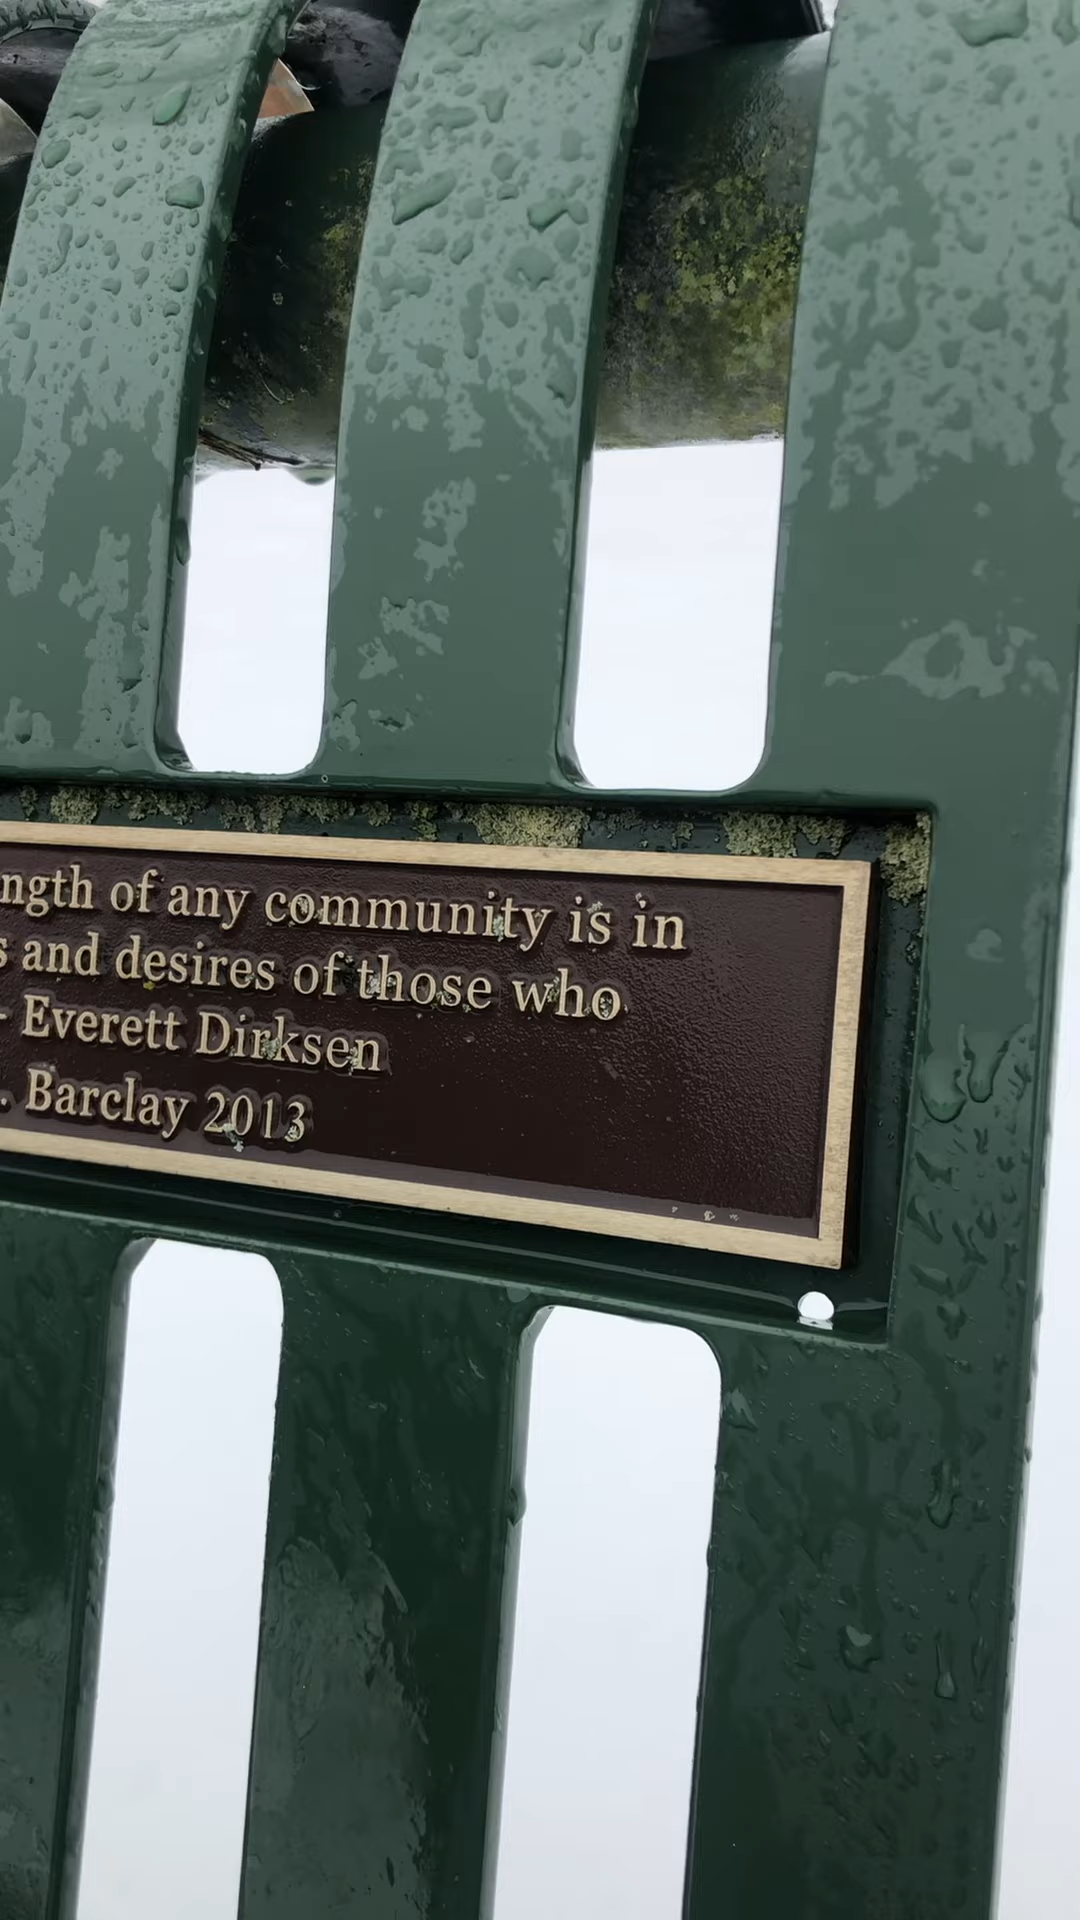 ngth of any community is in
s and desires of those who
- Everett Dirksen
. Barclay 2013